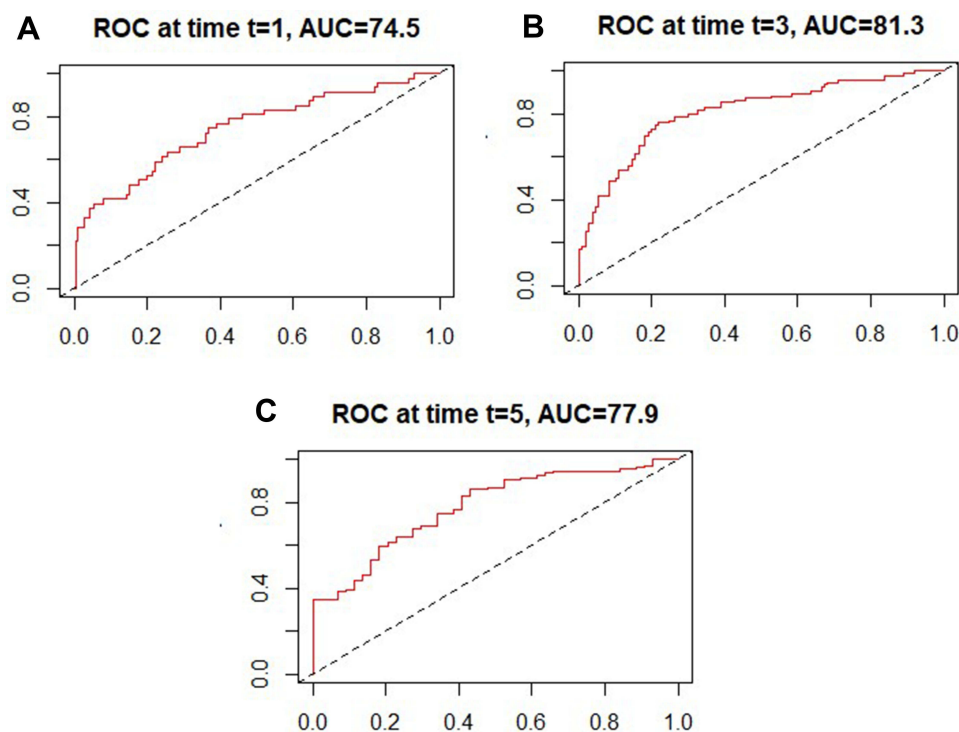 A
ROC at time t=1, AUC=74.5
0.0 0.4 0.8
0.0 0.2 0.4 0.6 0.8 1.0
B
ROC at time t=3, AUC=81.3
0.0 0.4 0.8
0.0 0.2 0.4 0.6 0.8 1.0
C
ROC at time t=5, AUC=77.9
0.0 0.4 0.8
0.0 0.2 0.4 0.6 0.8 1.0